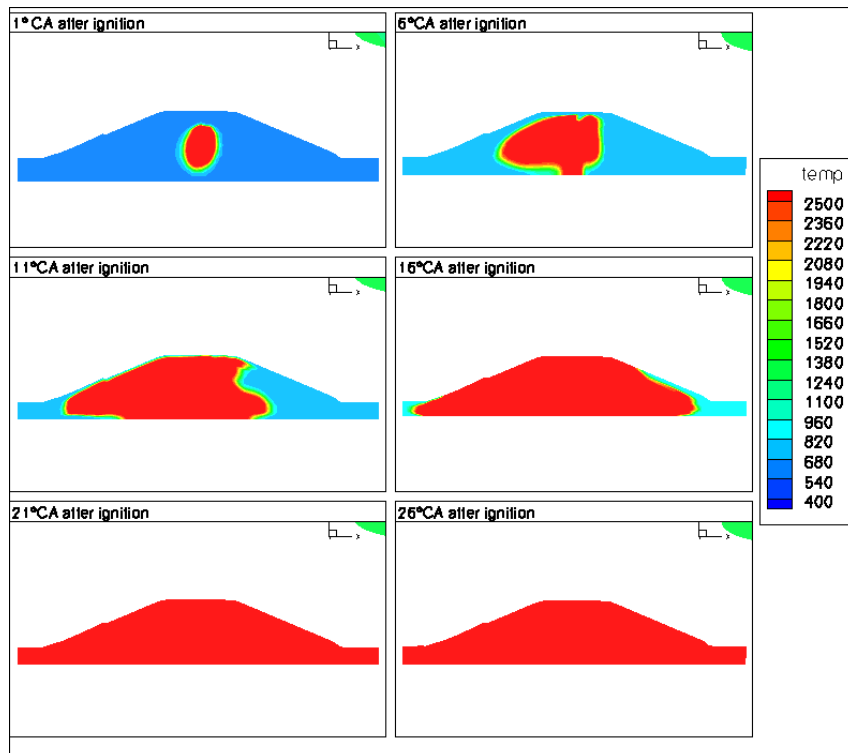 1° CA after ignition
6°CA after ignition
x
x
11°CA after ignition
16°CA after ignition
x
x
21°CA after ignition
26°CA after ignition
x
x
temp
2500
2360
2220
2080
1940
1800
1660
1520
1380
1240
1100
960
820
680
540
400